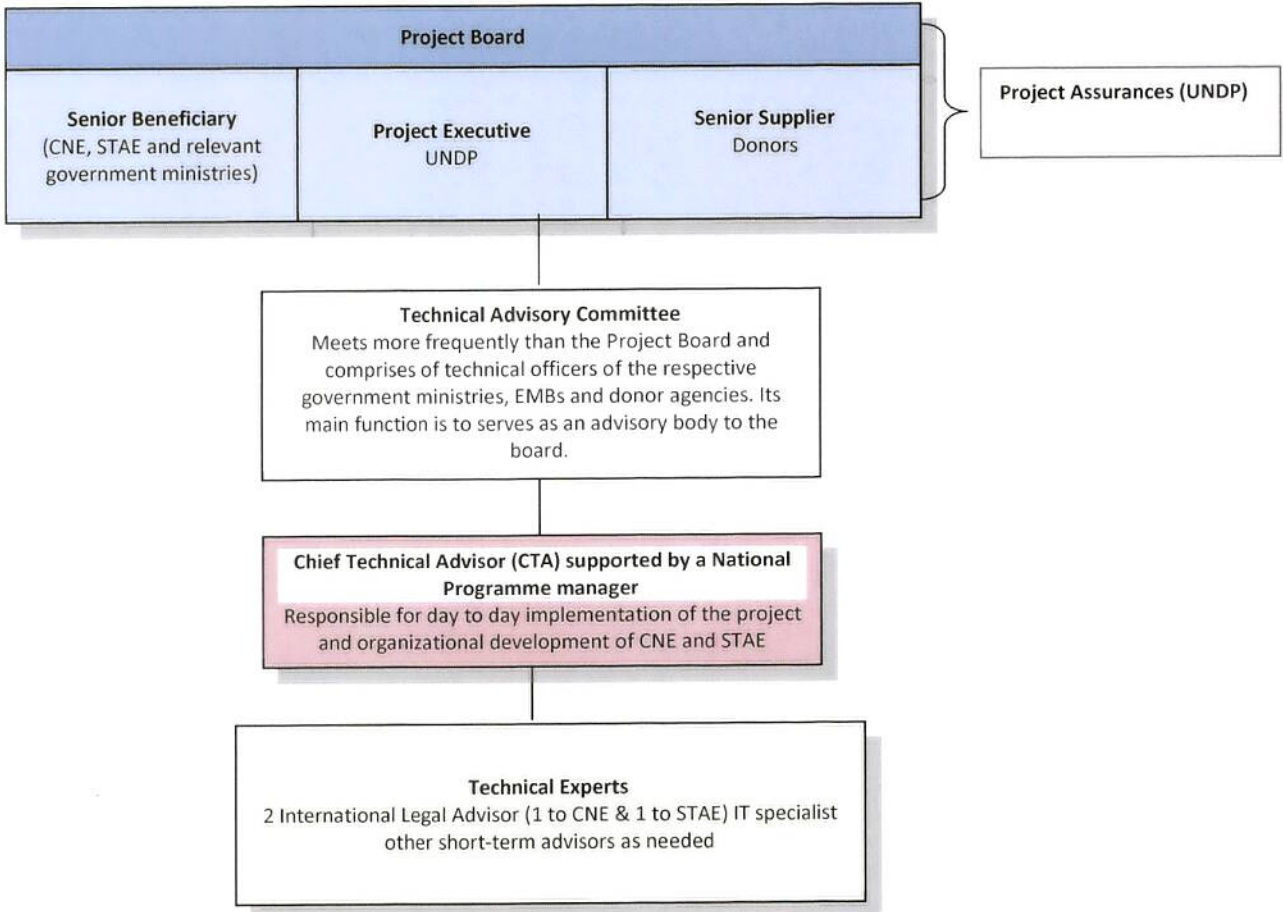 Project Board
Senior Beneficiary
(CNE, STAE and relevant
government ministries)
Project Executive
UNDP
Senior Supplier
Donors
Project Assurances (UNDP)
Technical Advisory Committee
Meets more frequently than the Project Board and
comprises of technical officers of the respective
government ministries, EMBs and donor agencies. Its
main function is to serves as an advisory body to the
board.
Chief Technical Advisor (CTA) supported by a National
Programme manager
Responsible for day to day implementation of the project
and organizational development of CNE and STAE
Technical Experts
2 International Legal Advisor (1 to CNE & 1 to STAE) IT specialist
other short-term advisors as needed